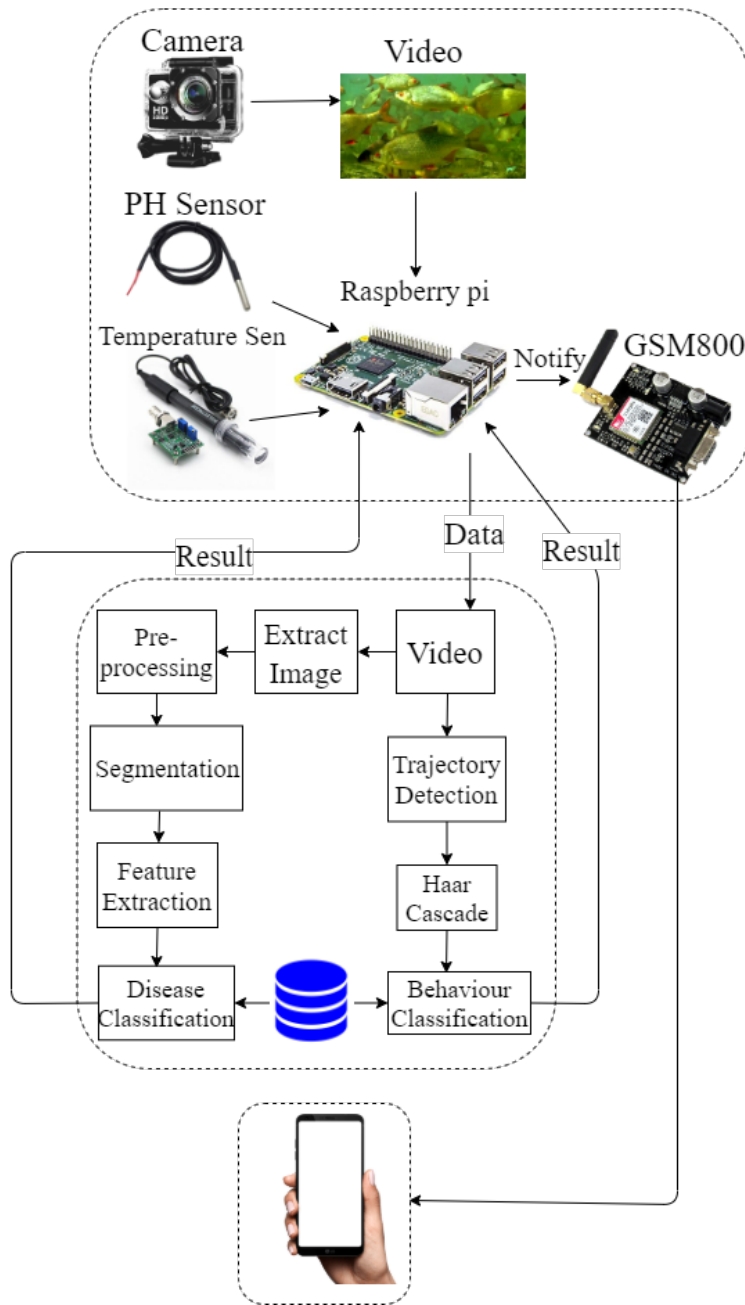 Camera
Video
HD
PH Sensor
Raspberry pi
Temperature Sen
Notify
GSM800
Result
Data
Result
Pre-
processing
Extract
Image
Video
Segmentation
Trajectory
Detection
Feature
Extraction
Haar
Cascade
Disease
Classification
Behaviour
Classification